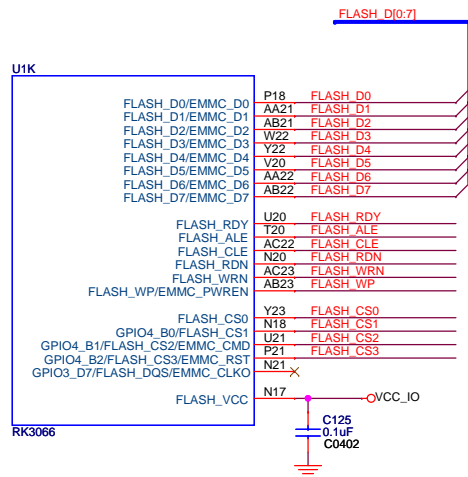 FLASH_D[0:7]
U1K
FLASH_D0/EMMC_D0 P18 FLASH_D0
FLASH_D1/EMMC_D1 AA21 FLASH_D1
FLASH_D2/EMMC_D2 AB21 FLASH_D2
FLASH_D3/EMMC_D3 W22 FLASH_D3
FLASH_D4/EMMC_D4 Y22 FLASH_D4
FLASH_D5/EMMC_D5 V20 FLASH_D5
FLASH_D6/EMMC_D6 AA22 FLASH_D6
FLASH_D7/EMMC_D7 AB22 FLASH_D7
FLASH_RDY U20 FLASH_RDY
FLASH_ALE T20 FLASH_ALE
FLASH_CLE AC22 FLASH_CLE
FLASH_RDN N20 FLASH_RDN
FLASH_WRN AC23 FLASH_WRN
FLASH_WP/EMMC_PWREN AB23 FLASH_WP
FLASH_CS0 Y23 FLASH_CS0
GPIO4_B0/FLASH_CS1 N18 FLASH_CS1
GPIO4_B1/FLASH_CS2/EMMC_CMD U21 FLASH_CS2
GPIO4_B2/FLASH_CS3/EMMC_RST P21 FLASH_CS3
GPIO3_D7/FLASH_DQS/EMMC_CLKO N21
FLASH_VCC N17 VCC_IO
C125
0.1uF
C0402
RK3066